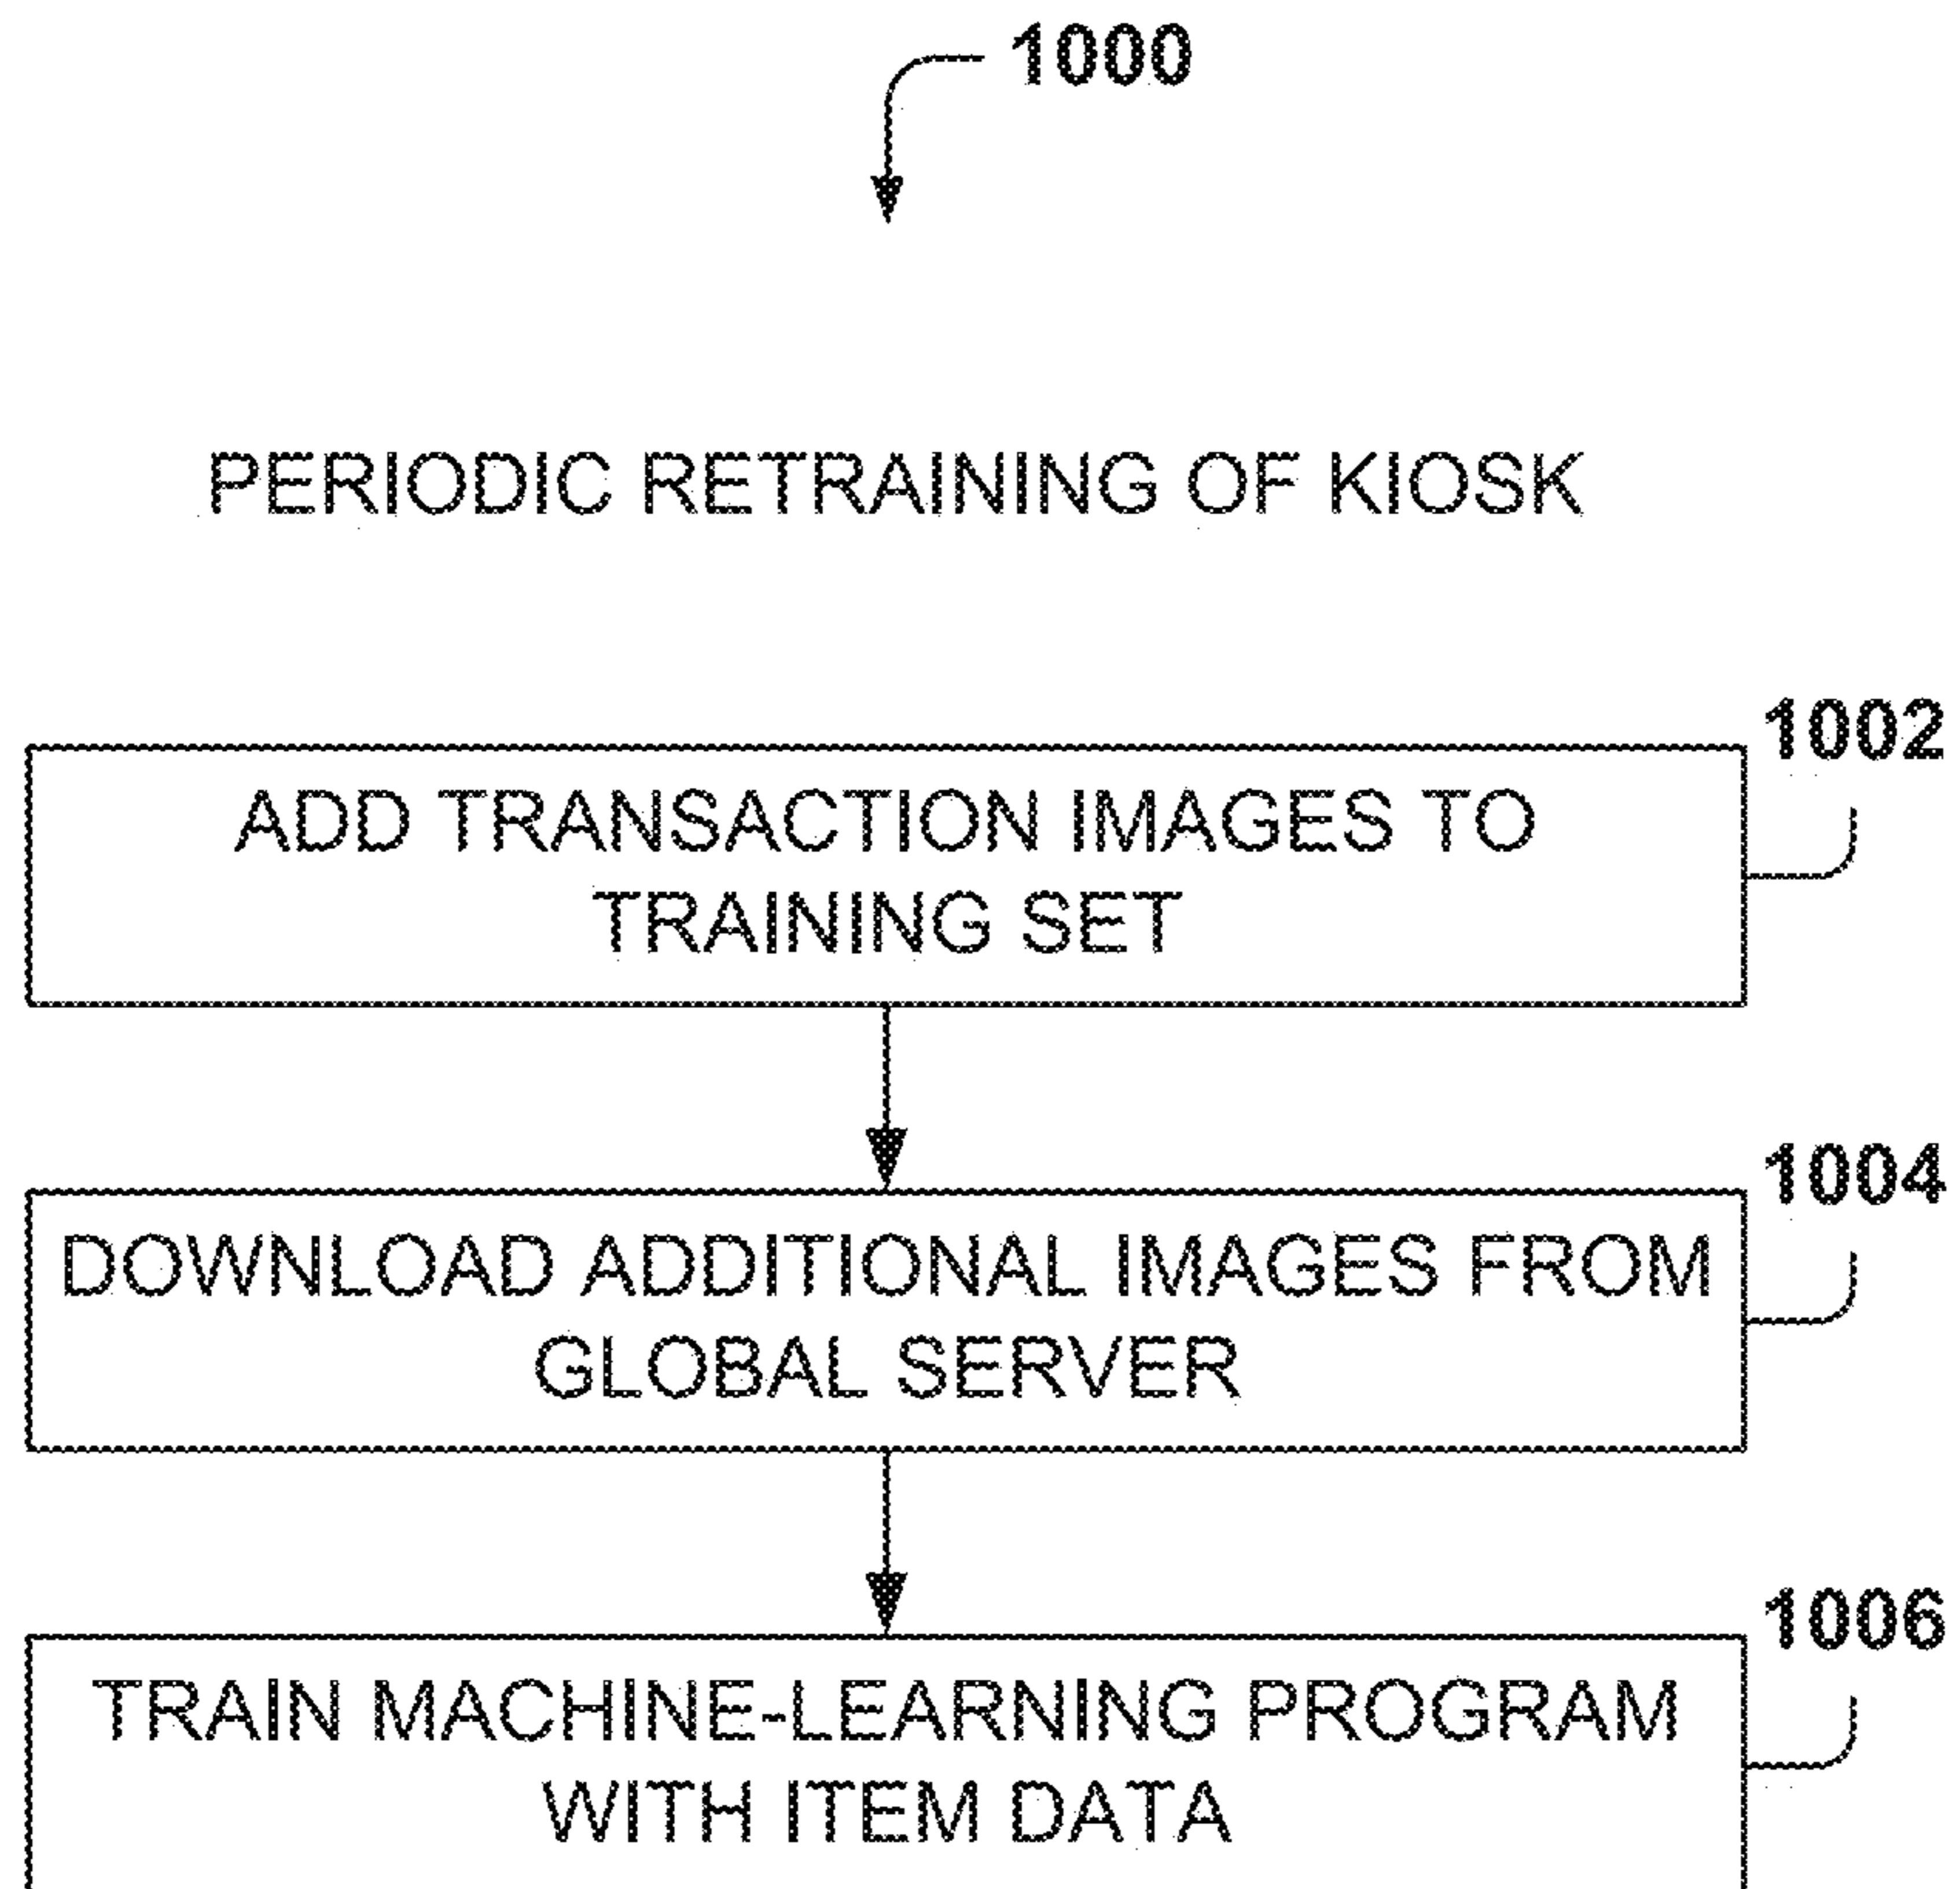 1000
PERIODIC RETRAINING OF KIOSK
1002
ADD TRANSACTION IMAGES TO
TRAINING SET
1004
DOWNLOAD ADDITIONAL IMAGES FROM
GLOBAL SERVER
1006
TRAIN MACHINE-LEARNING PROGRAM
WITH ITEM DATA